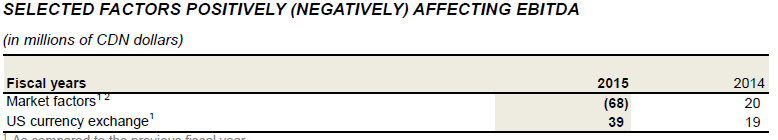 SELECTED FACTORS POSITIVELY (NEGATIVELY) AFFECTING EBITDA
(in millions of CDN dollars)
Fiscal years 2015 2014
Market factors1 2 (68) 20
US currency exchange1 39 19
1 As compared to the previous fiscal year